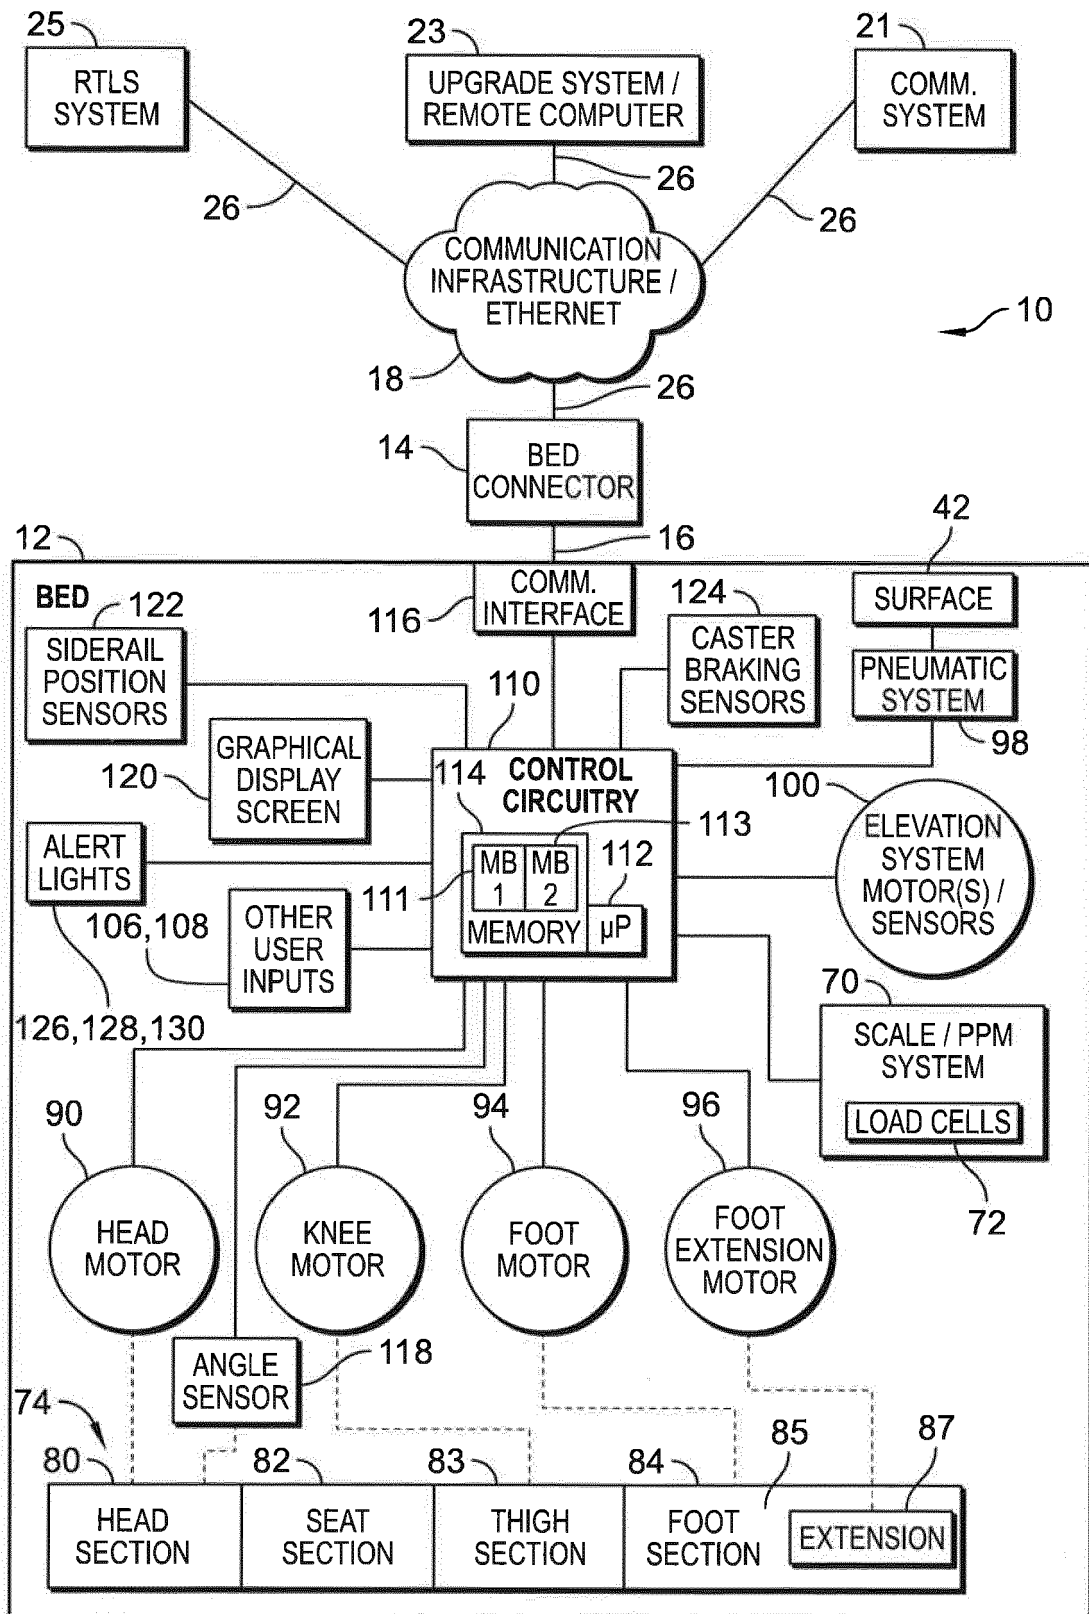 25
RTLS
SYSTEM
23
UPGRADE SYSTEM /
REMOTE COMPUTER
21
COMM.
SYSTEM
26
26
26
COMMUNICATION
INFRASTRUCTURE /
ETHERNET
10
18
26
14
BED
CONNECTOR
16
12
BED
COMM.
INTERFACE
116
42
SURFACE
122
SIDERAIL
POSITION
SENSORS
124
CASTER
BRAKING
SENSORS
PNEUMATIC
SYSTEM
98
110
120
GRAPHICAL
DISPLAY
SCREEN
114
CONTROL
CIRCUITRY
100
ELEVATION
SYSTEM
MOTOR(S) /
SENSORS
ALERT
LIGHTS
126,128,130
113
111
MB
1
MB
2
112
MEMORY
µP
106,108
OTHER
USER
INPUTS
70
SCALE / PPM
SYSTEM
LOAD CELLS
72
90
HEAD
MOTOR
92
KNEE
MOTOR
94
FOOT
MOTOR
96
FOOT
EXTENSION
MOTOR
118
ANGLE
SENSOR
74
80
HEAD
SECTION
82
SEAT
SECTION
83
THIGH
SECTION
84
FOOT
SECTION
85
87
EXTENSION